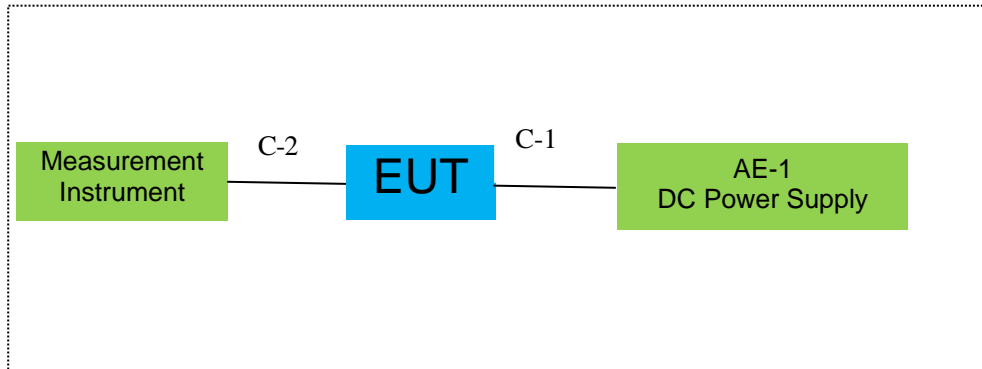 C-2
C-1
Measurement
Instrument
EUT
AE-1
DC Power Supply